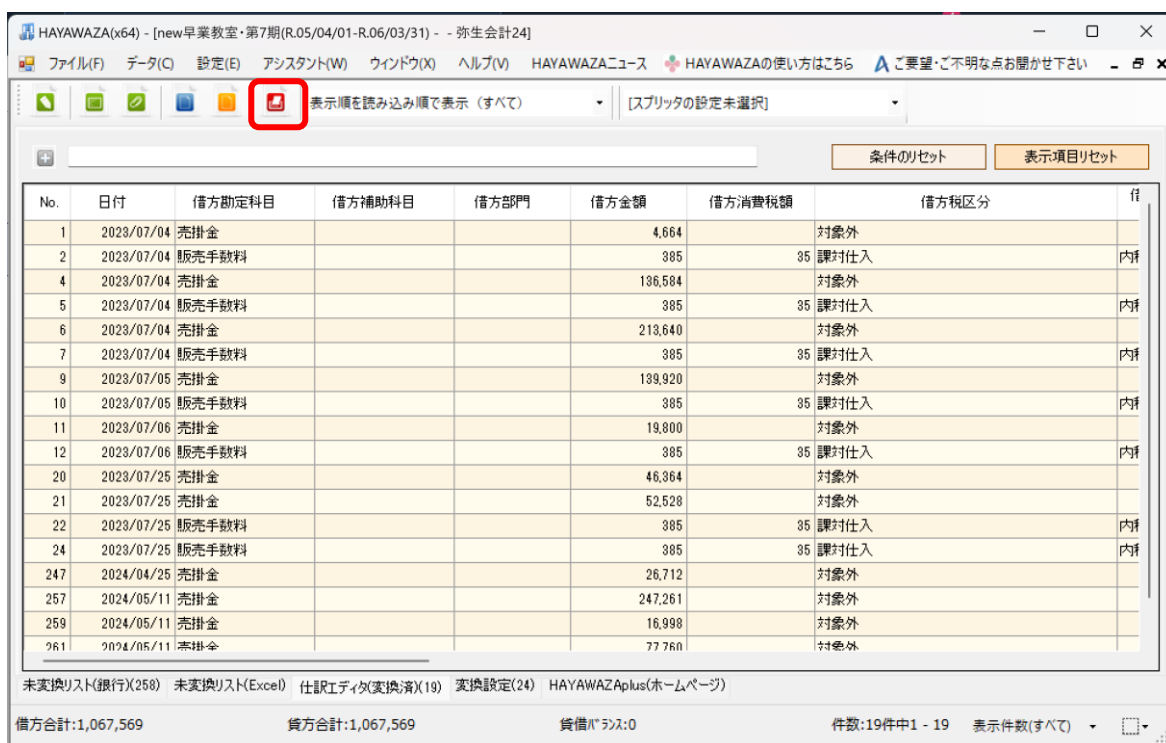 HAYAWAZA(x64) - [new早業教室・第7期(R.05/04/01-R.06/03/31) - - 弥生会計24]
ファイル(F) データ(C) 設定(E) アシスタント(W) ウィンドウ(X) ヘルプ(V) HAYAWAZAニュース HAYAWAZAの使い方はこちら ご要望・ご不明な点お聞かせ下さい
表示順を読み込み順で表示（すべて） [スプリッタの設定未選択]
条件のリセット 表示項目リセット
No. 日付 借方勘定科目 借方補助科目 借方部門 借方金額 借方消費税額 借方税区分
1 2023/07/04 売掛金 4,664 対象外
2 2023/07/04 販売手数料 385 35 課対仕入 内税
4 2023/07/04 売掛金 136,584 対象外
5 2023/07/04 販売手数料 385 35 課対仕入 内税
6 2023/07/04 売掛金 213,640 対象外
7 2023/07/04 販売手数料 385 35 課対仕入 内税
9 2023/07/05 売掛金 139,920 対象外
10 2023/07/05 販売手数料 385 35 課対仕入 内税
11 2023/07/06 売掛金 19,800 対象外
12 2023/07/06 販売手数料 385 35 課対仕入 内税
20 2023/07/25 売掛金 46,364 対象外
21 2023/07/25 売掛金 52,528 対象外
22 2023/07/25 販売手数料 385 35 課対仕入 内税
24 2023/07/25 販売手数料 385 35 課対仕入 内税
247 2024/04/25 売掛金 26,712 対象外
257 2024/05/11 売掛金 247,261 対象外
259 2024/05/11 売掛金 16,998 対象外
261 2024/05/11 売掛金 77,760 対象外
未変換リスト(銀行)(258) 未変換リスト(Excel) 仕訳エディタ(変換済)(19) 変換設定(24) HAYAWAZAplus(ホームページ)
借方合計:1,067,569 貸方合計:1,067,569 貸借ﾊﾞﾗﾝｽ:0 件数:19件中1 - 19 表示件数(すべて)